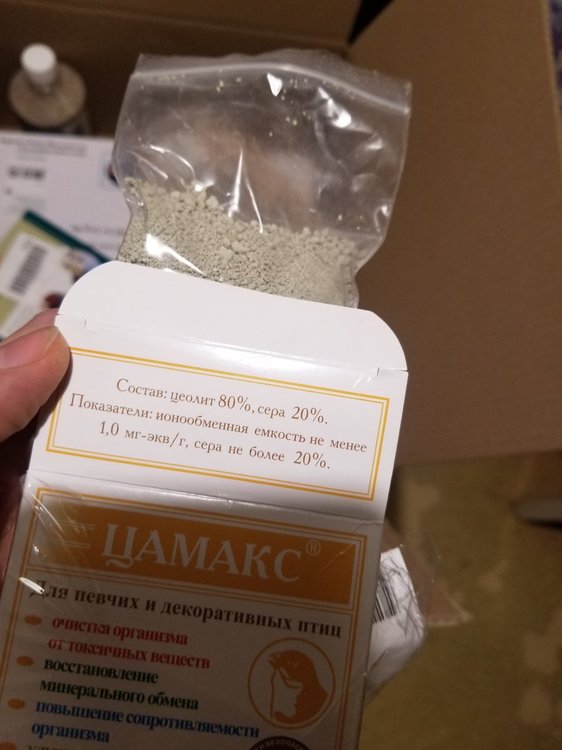 Состав: цеолит 80%, сера 20%.
Показатели: ионообменная емкость не менее
1,0 мг-экв/г, сера не более 20%.
ЦАМАКС®
Для певчих и декоративных птиц
очистка организма
от токсичных веществ
восстановление
минерального обмена
повышение сопротивляемости
организма